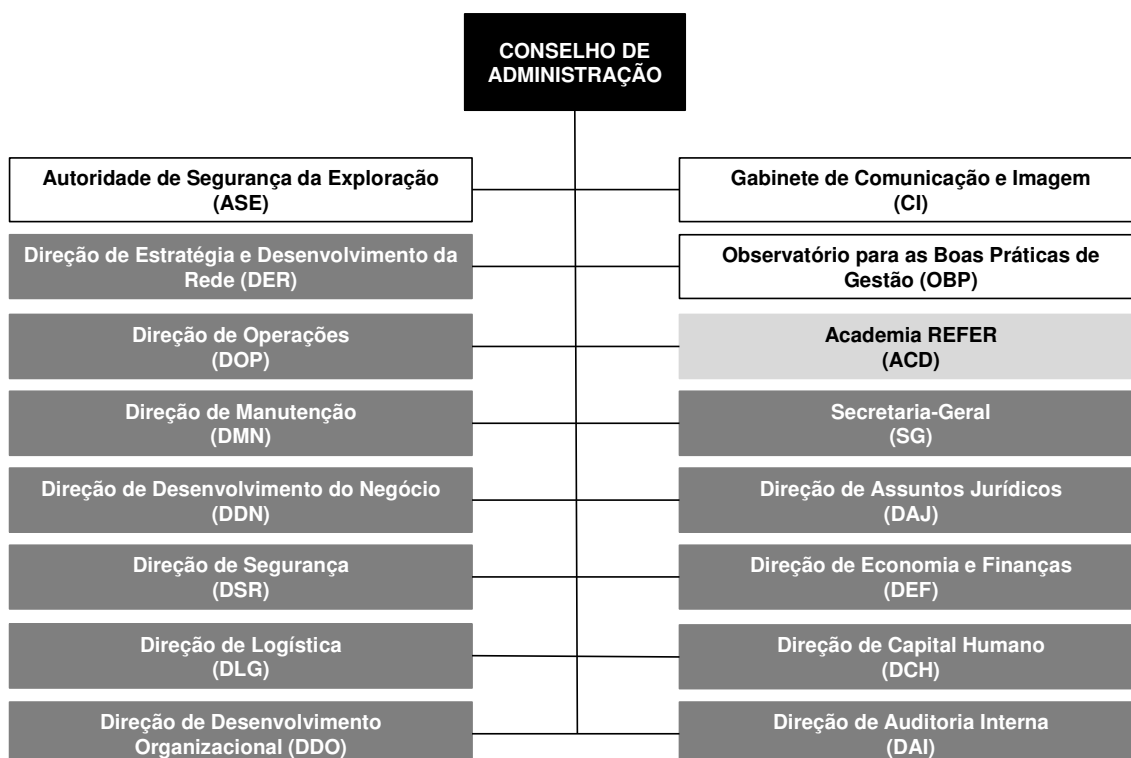 CONSELHO DE
ADMINISTRAÇÃO
Autoridade de Segurança da Exploração
(ASE)
Gabinete de Comunicação e Imagem
(CI)
Direção de Estratégia e Desenvolvimento da
Rede (DER)
Observatório para as Boas Práticas de
Gestão (OBP)
Direção de Operações
(DOP)
Academia REFER
(ACD)
Direção de Manutenção
(DMN)
Secretaria-Geral
(SG)
Direção de Desenvolvimento do Negócio
(DDN)
Direção de Assuntos Jurídicos
(DAJ)
Direção de Segurança
(DSR)
Direção de Economia e Finanças
(DEF)
Direção de Logística
(DLG)
Direção de Capital Humano
(DCH)
Direção de Desenvolvimento
Organizacional (DDO)
Direção de Auditoria Interna
(DAI)